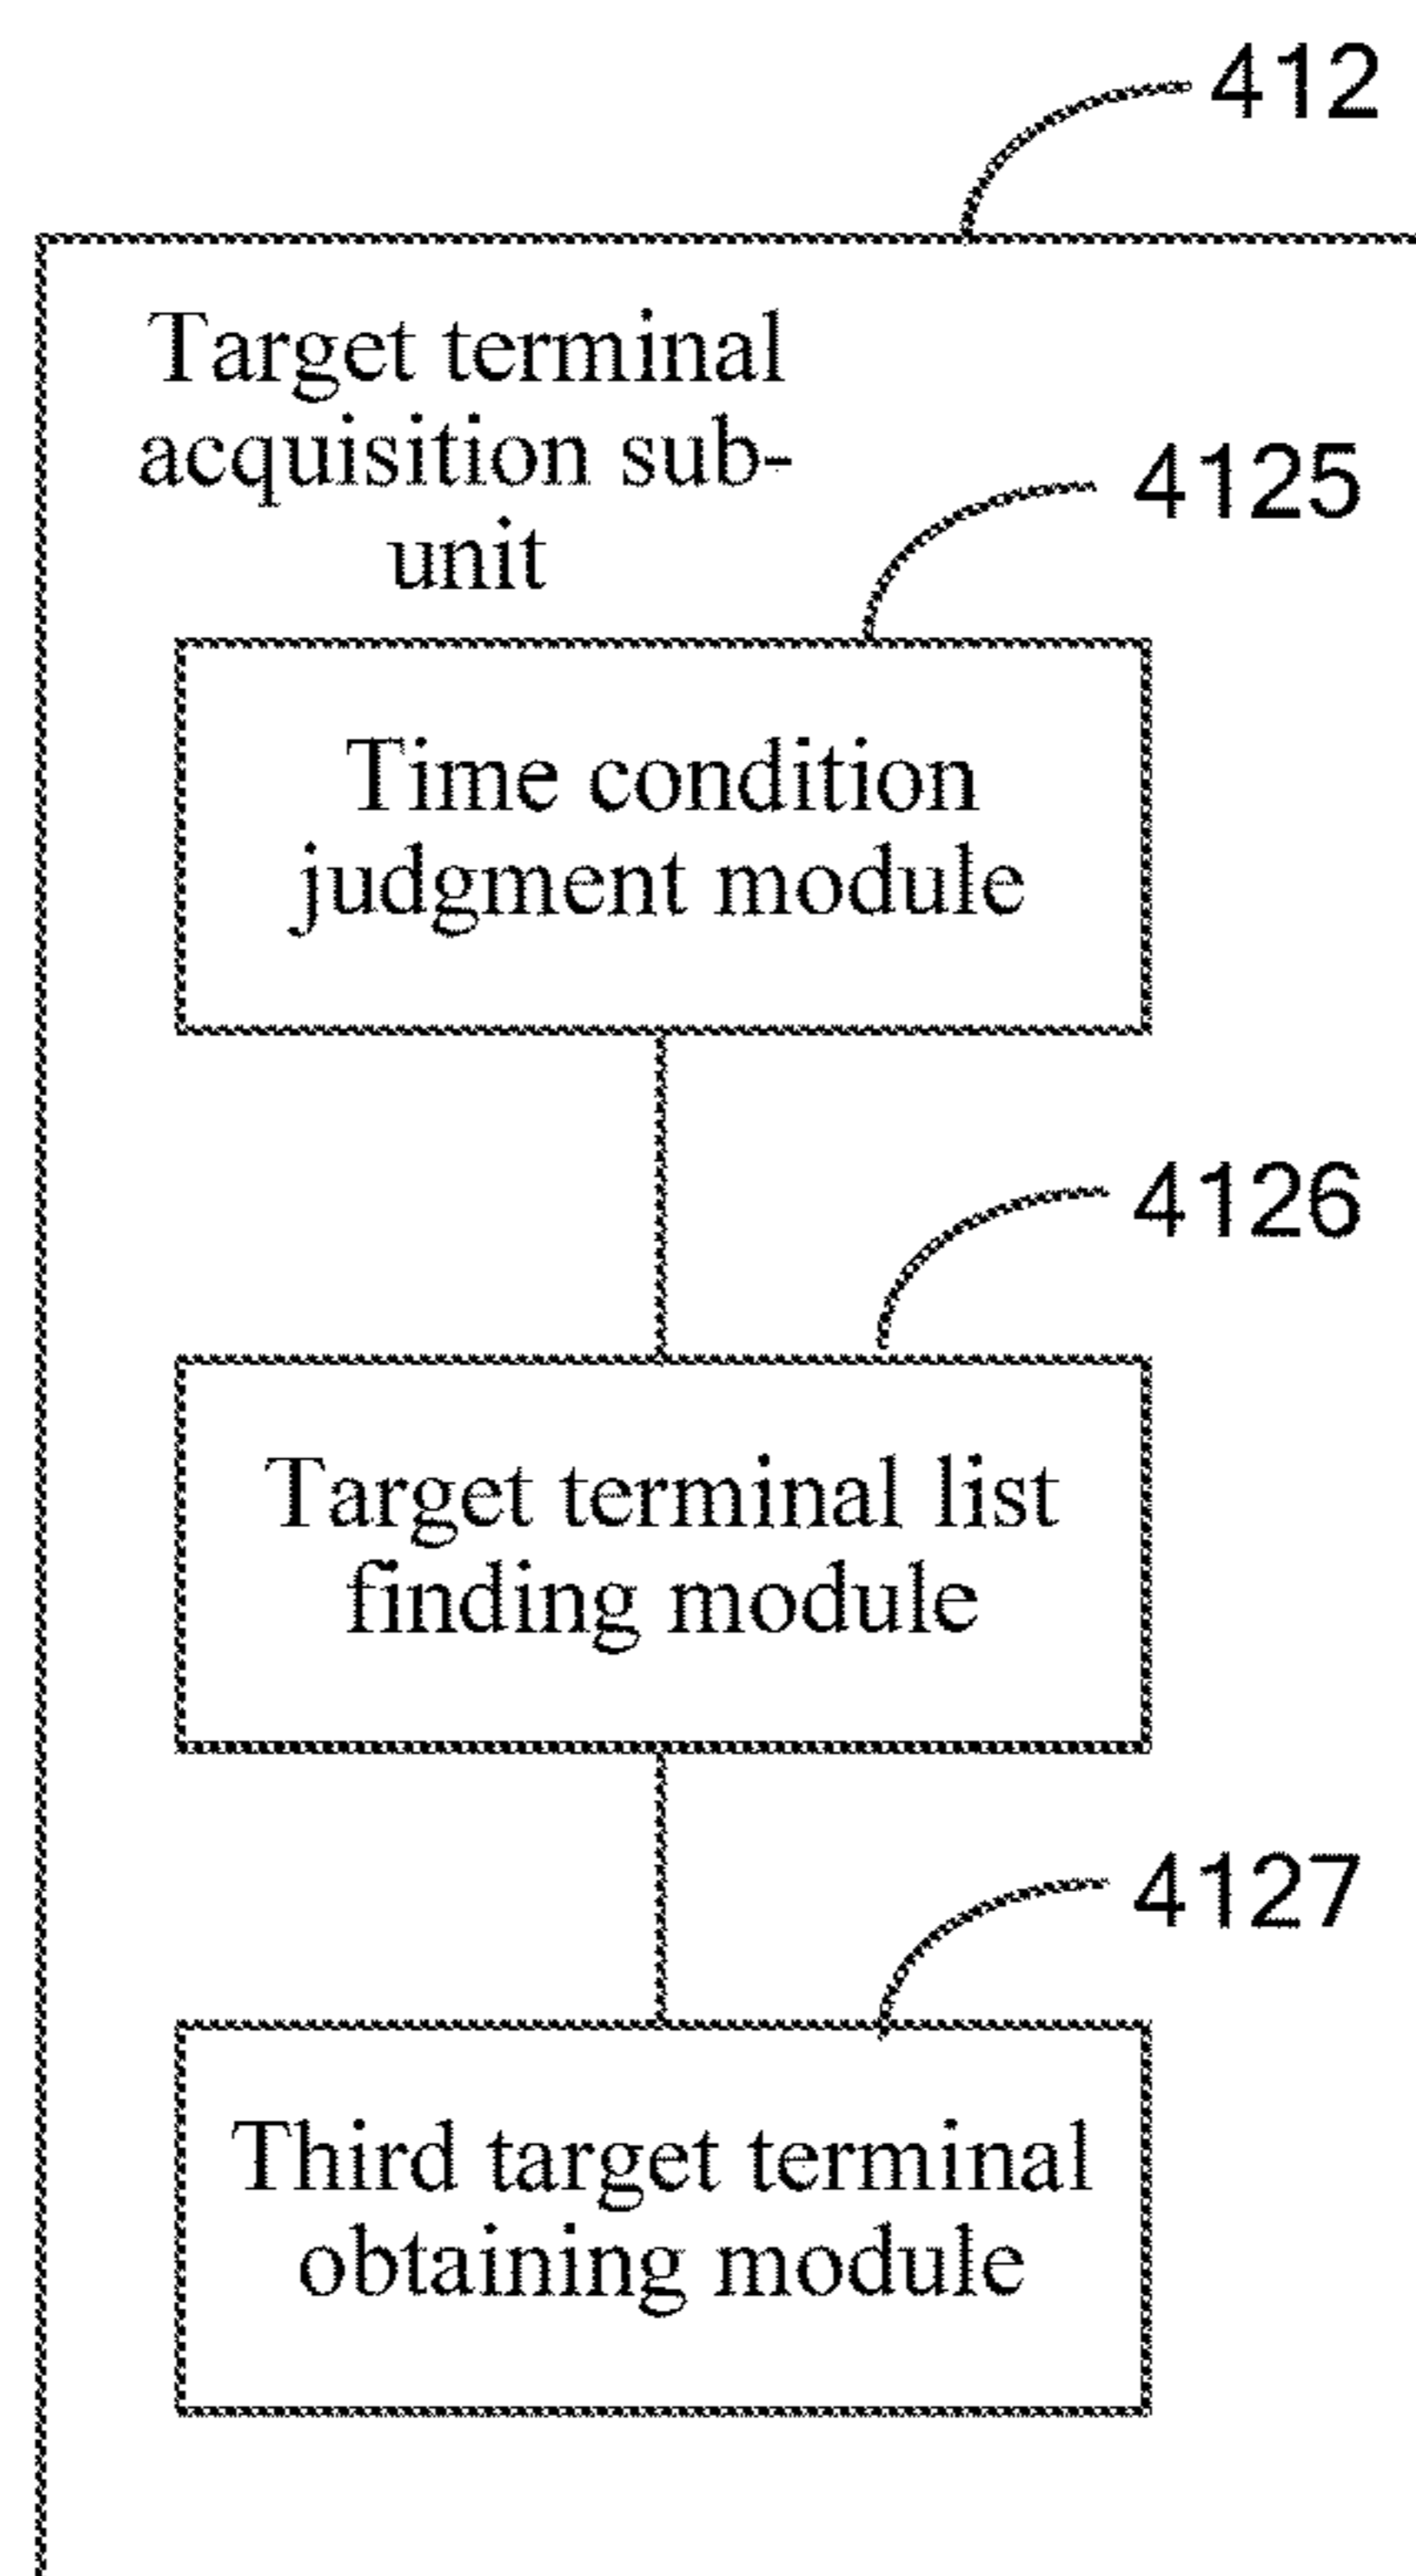 412
Target terminal
acquisition sub-
unit
4125
Time condition
judgment module
4126
Target terminal list
finding module
4127
Third target terminal
obtaining module